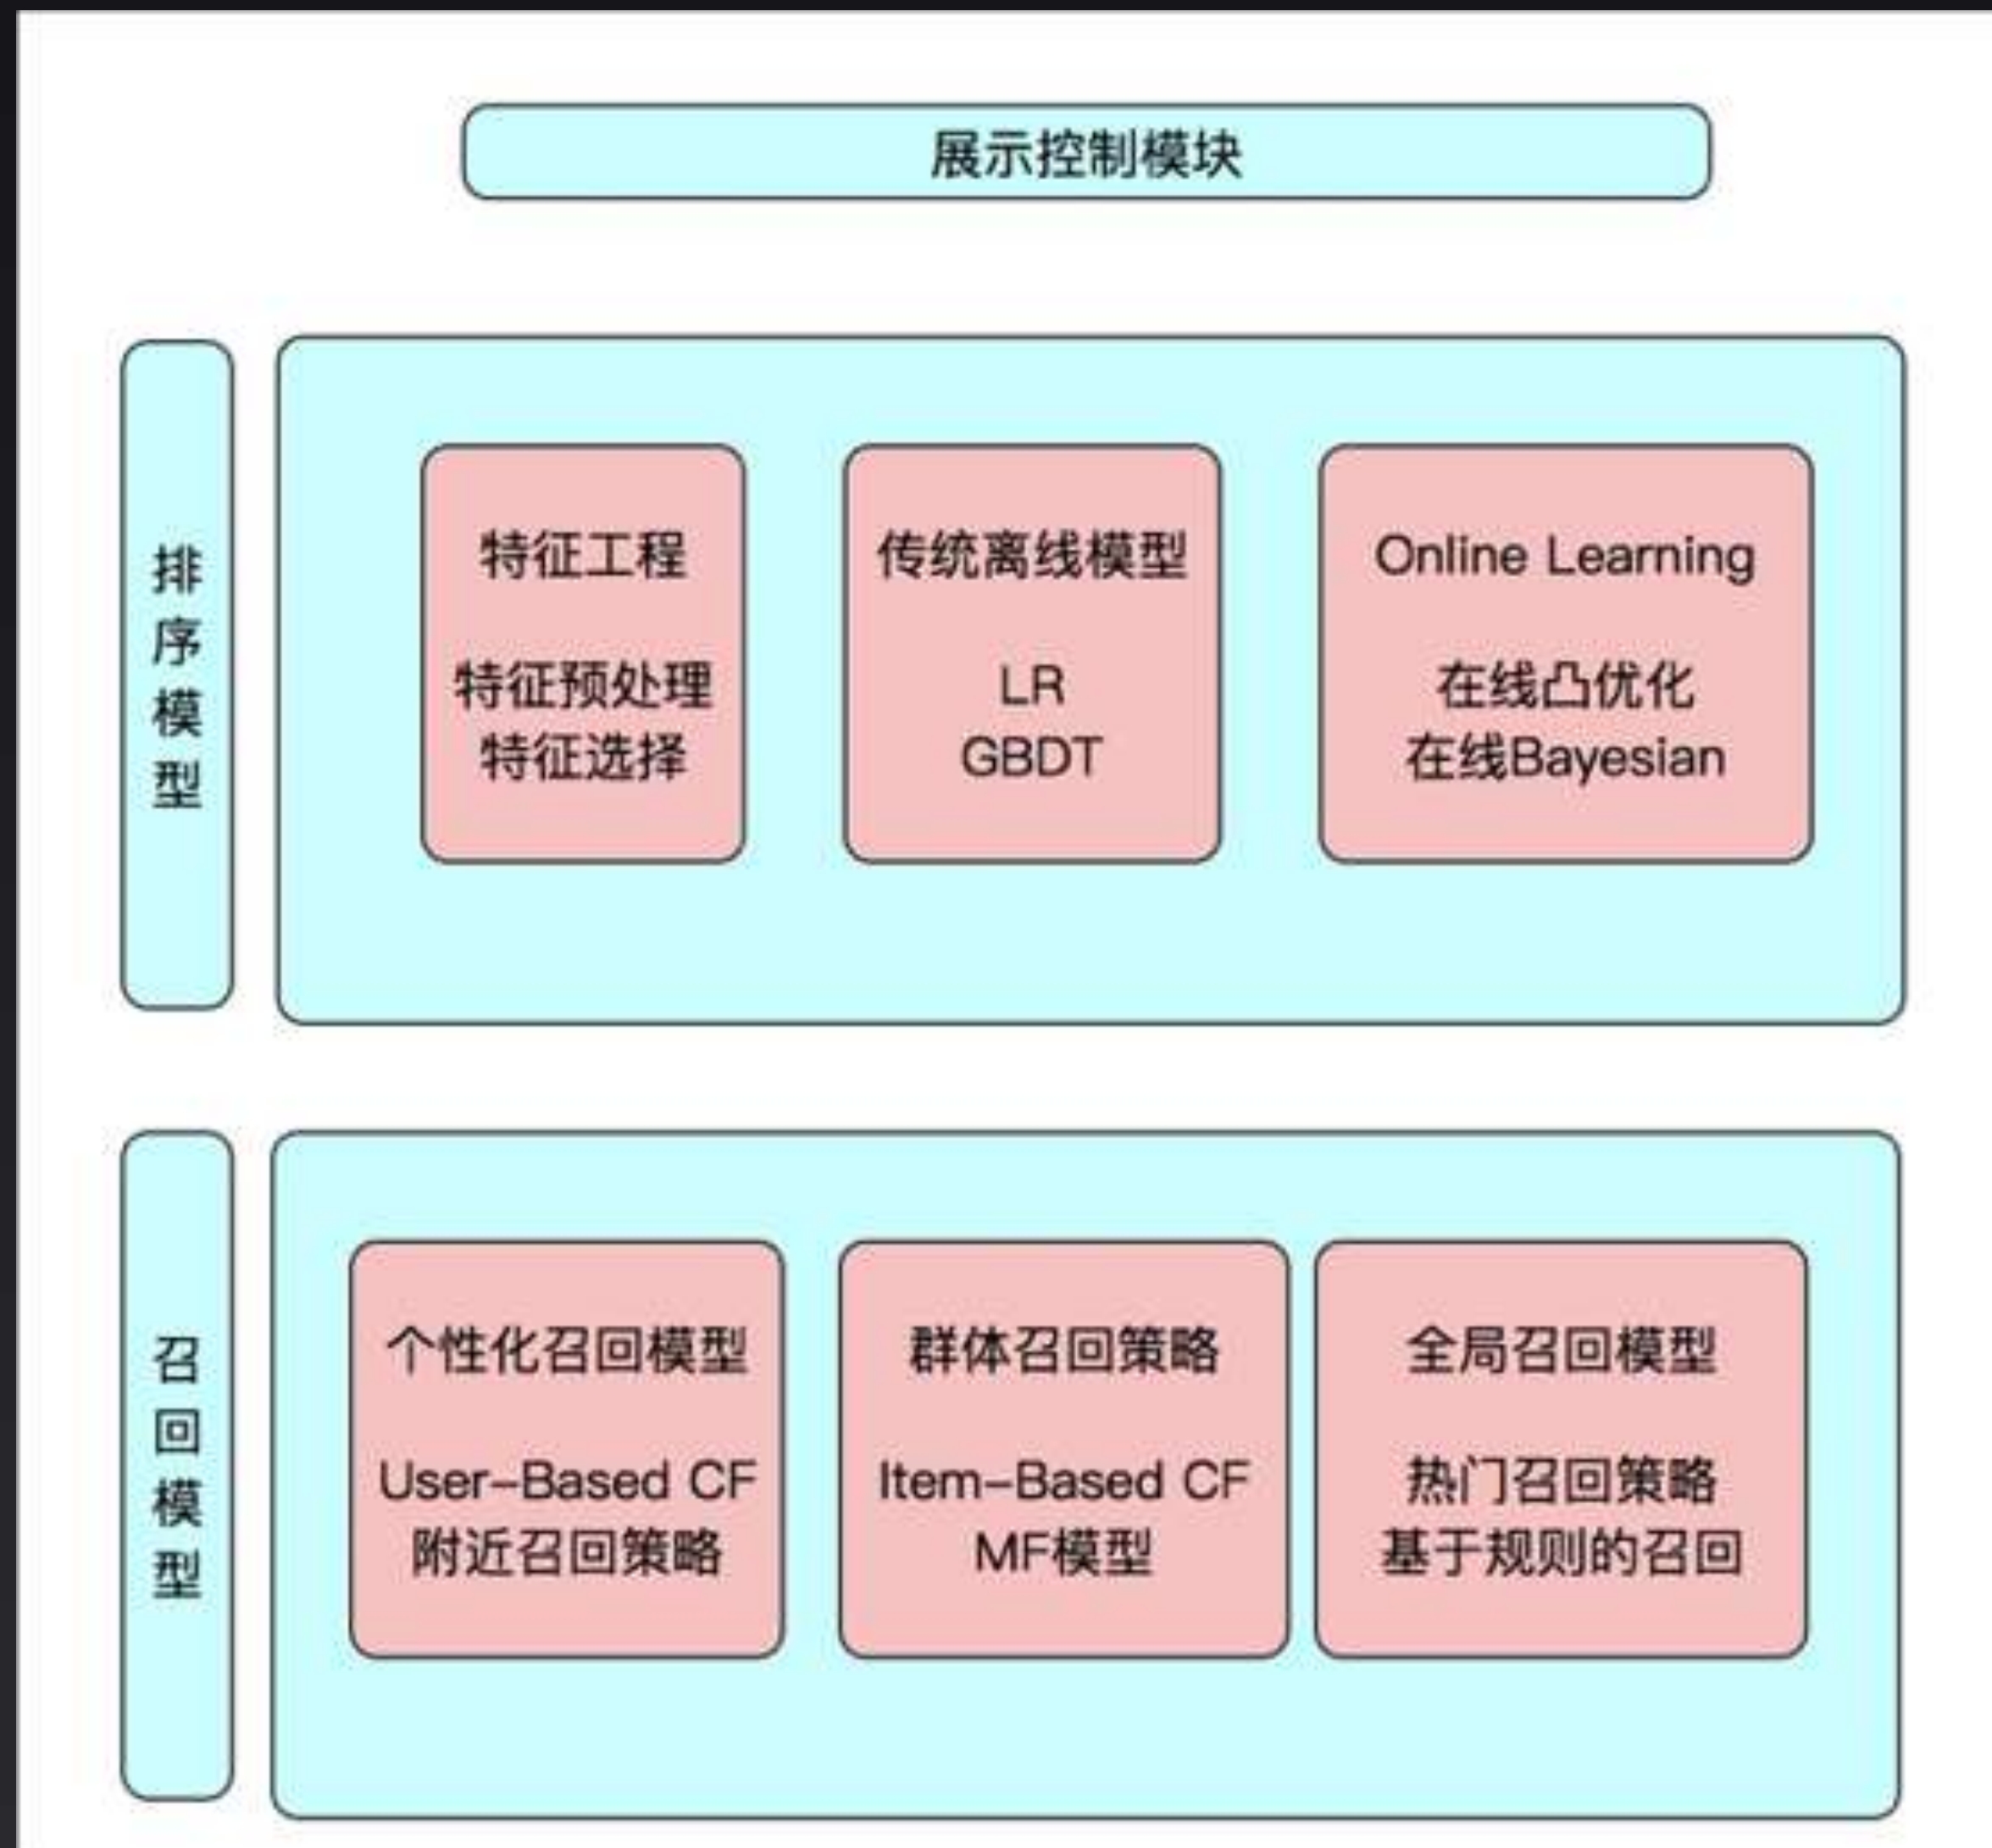 展示控制模块
排序模型
特征工程
特征预处理
特征选择
传统离线模型
LR
GBDT
Online Learning
在线凸优化
在线Bayesian
召回模型
个性化召回模型
User-Based CF
附近召回策略
群体召回策略
Item-Based CF
MF模型
全局召回模型
热门召回策略
基于规则的召回